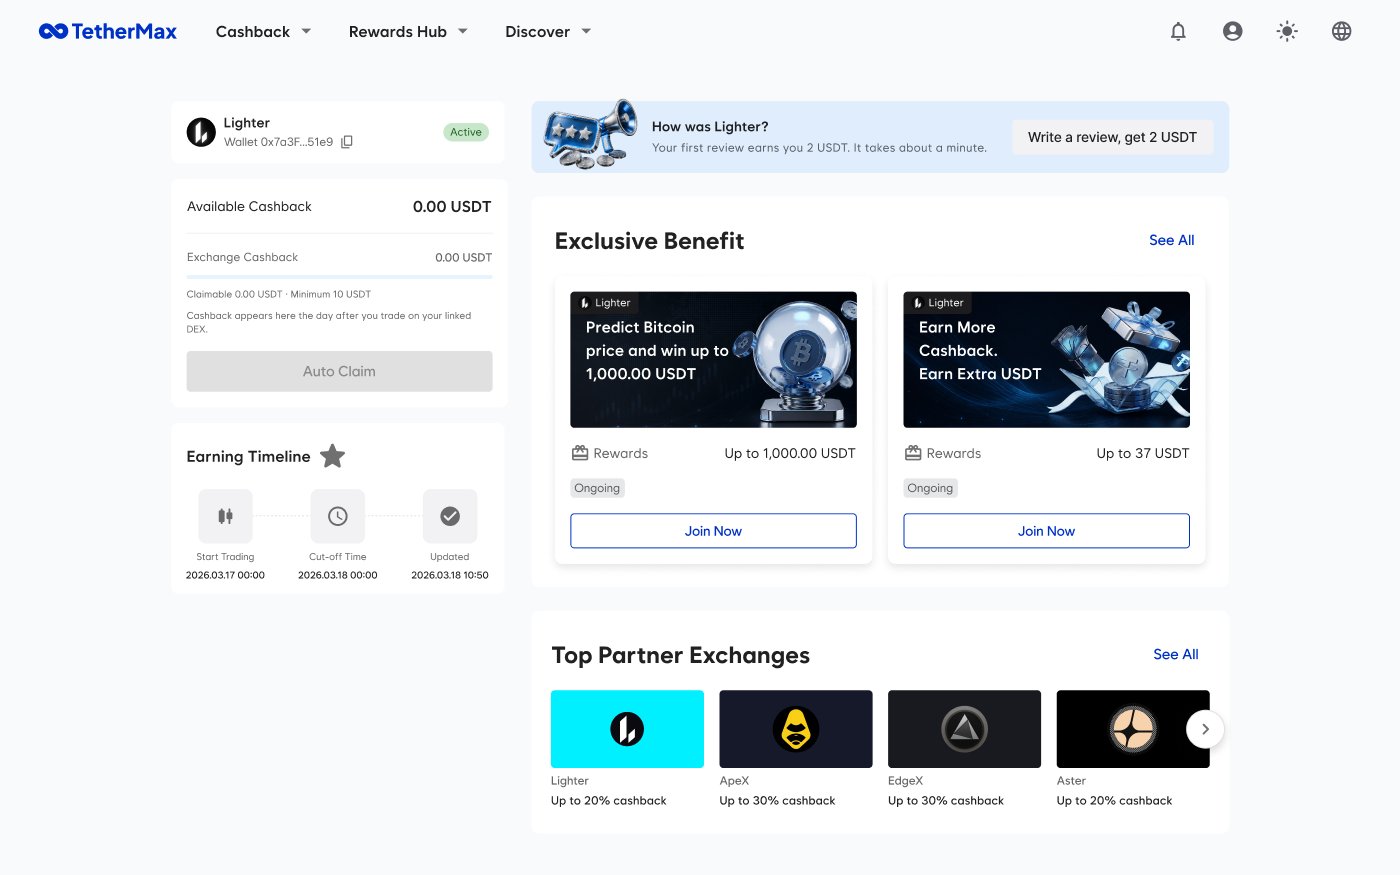 TetherMax
Cashback
Rewards Hub
Discover
Lighter
Wallet 0x7a3F...51e9
Active
Available Cashback
0.00 USDT
Exchange Cashback
0.00 USDT
Claimable 0.00 USDT · Minimum 10 USDT
Cashback appears here the day after you trade on your linked
DEX.
Auto Claim
Earning Timeline
Start Trading
2026.03.17 00:00
Cut-off Time
2026.03.18 00:00
Updated
2026.03.18 10:50
How was Lighter?
Your first review earns you 2 USDT. It takes about a minute.
Write a review, get 2 USDT
Exclusive Benefit
See All
Lighter
Predict Bitcoin
price and win up to
1,000.00 USDT
Rewards
Up to 1,000.00 USDT
Ongoing
Join Now
Lighter
Earn More
Cashback.
Earn Extra USDT
Rewards
Up to 37 USDT
Ongoing
Join Now
Top Partner Exchanges
See All
Lighter
Up to 20% cashback
ApeX
Up to 30% cashback
EdgeX
Up to 30% cashback
Aster
Up to 20% cashback